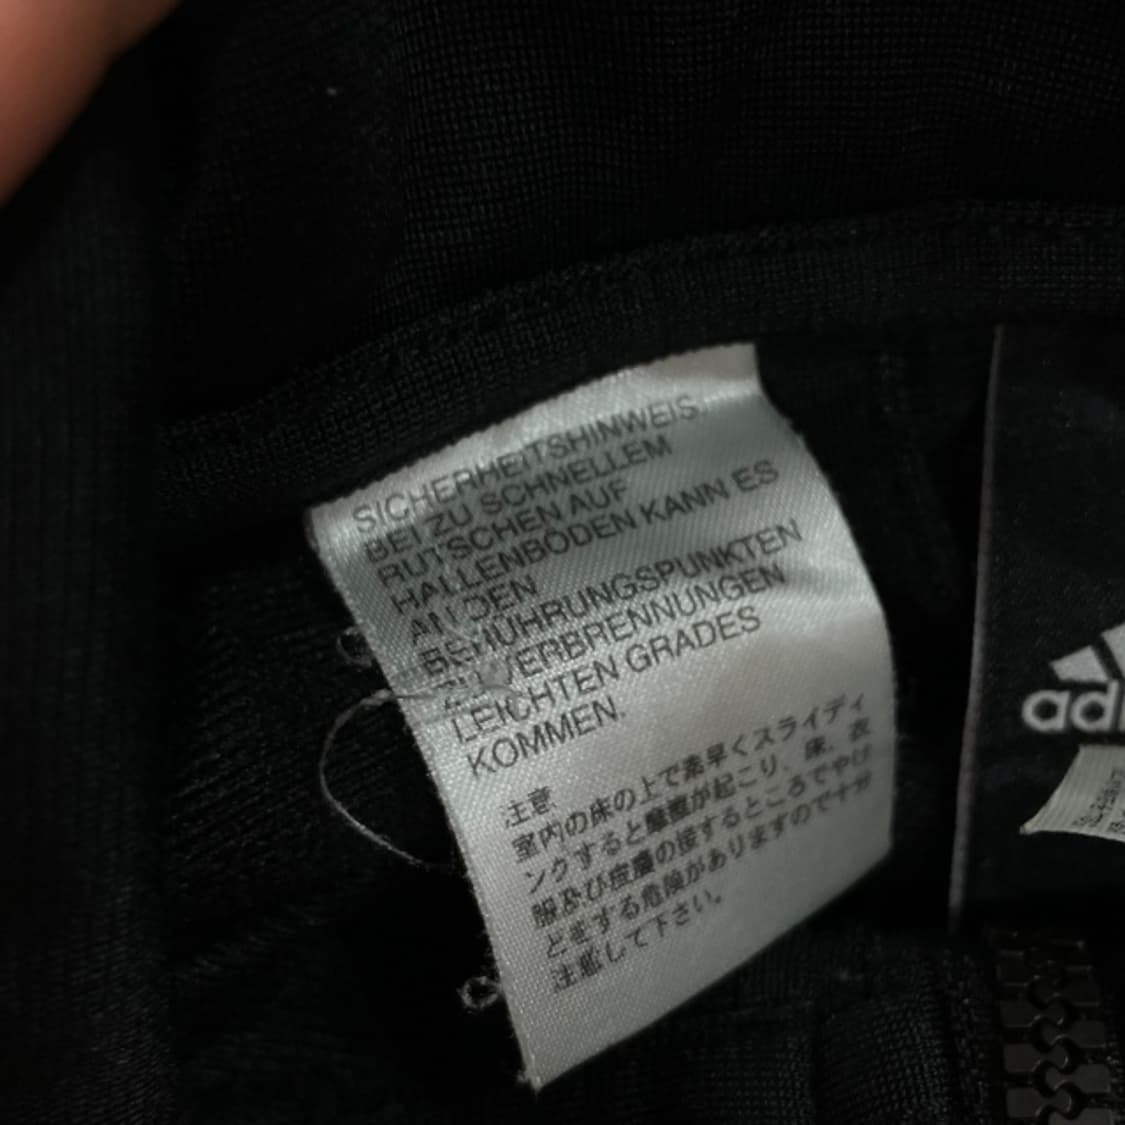 SICHERHEITSHINWEIS:
BEI ZU SCHNELLEM
RUTSCHEN AUF
HALLENBÖDEN KANN ES
AN DEN
BERÜHRUNGSPUNKTEN
ZU VERBRENNUNGEN
LEICHTEN GRADES
KOMMEN.
注意
室内の床の上で素早くスライディ
ングすると摩擦が起こり、床、衣
服及び皮膚の接するところでやけ
どをする危険がありますので十分
注意して下さい。